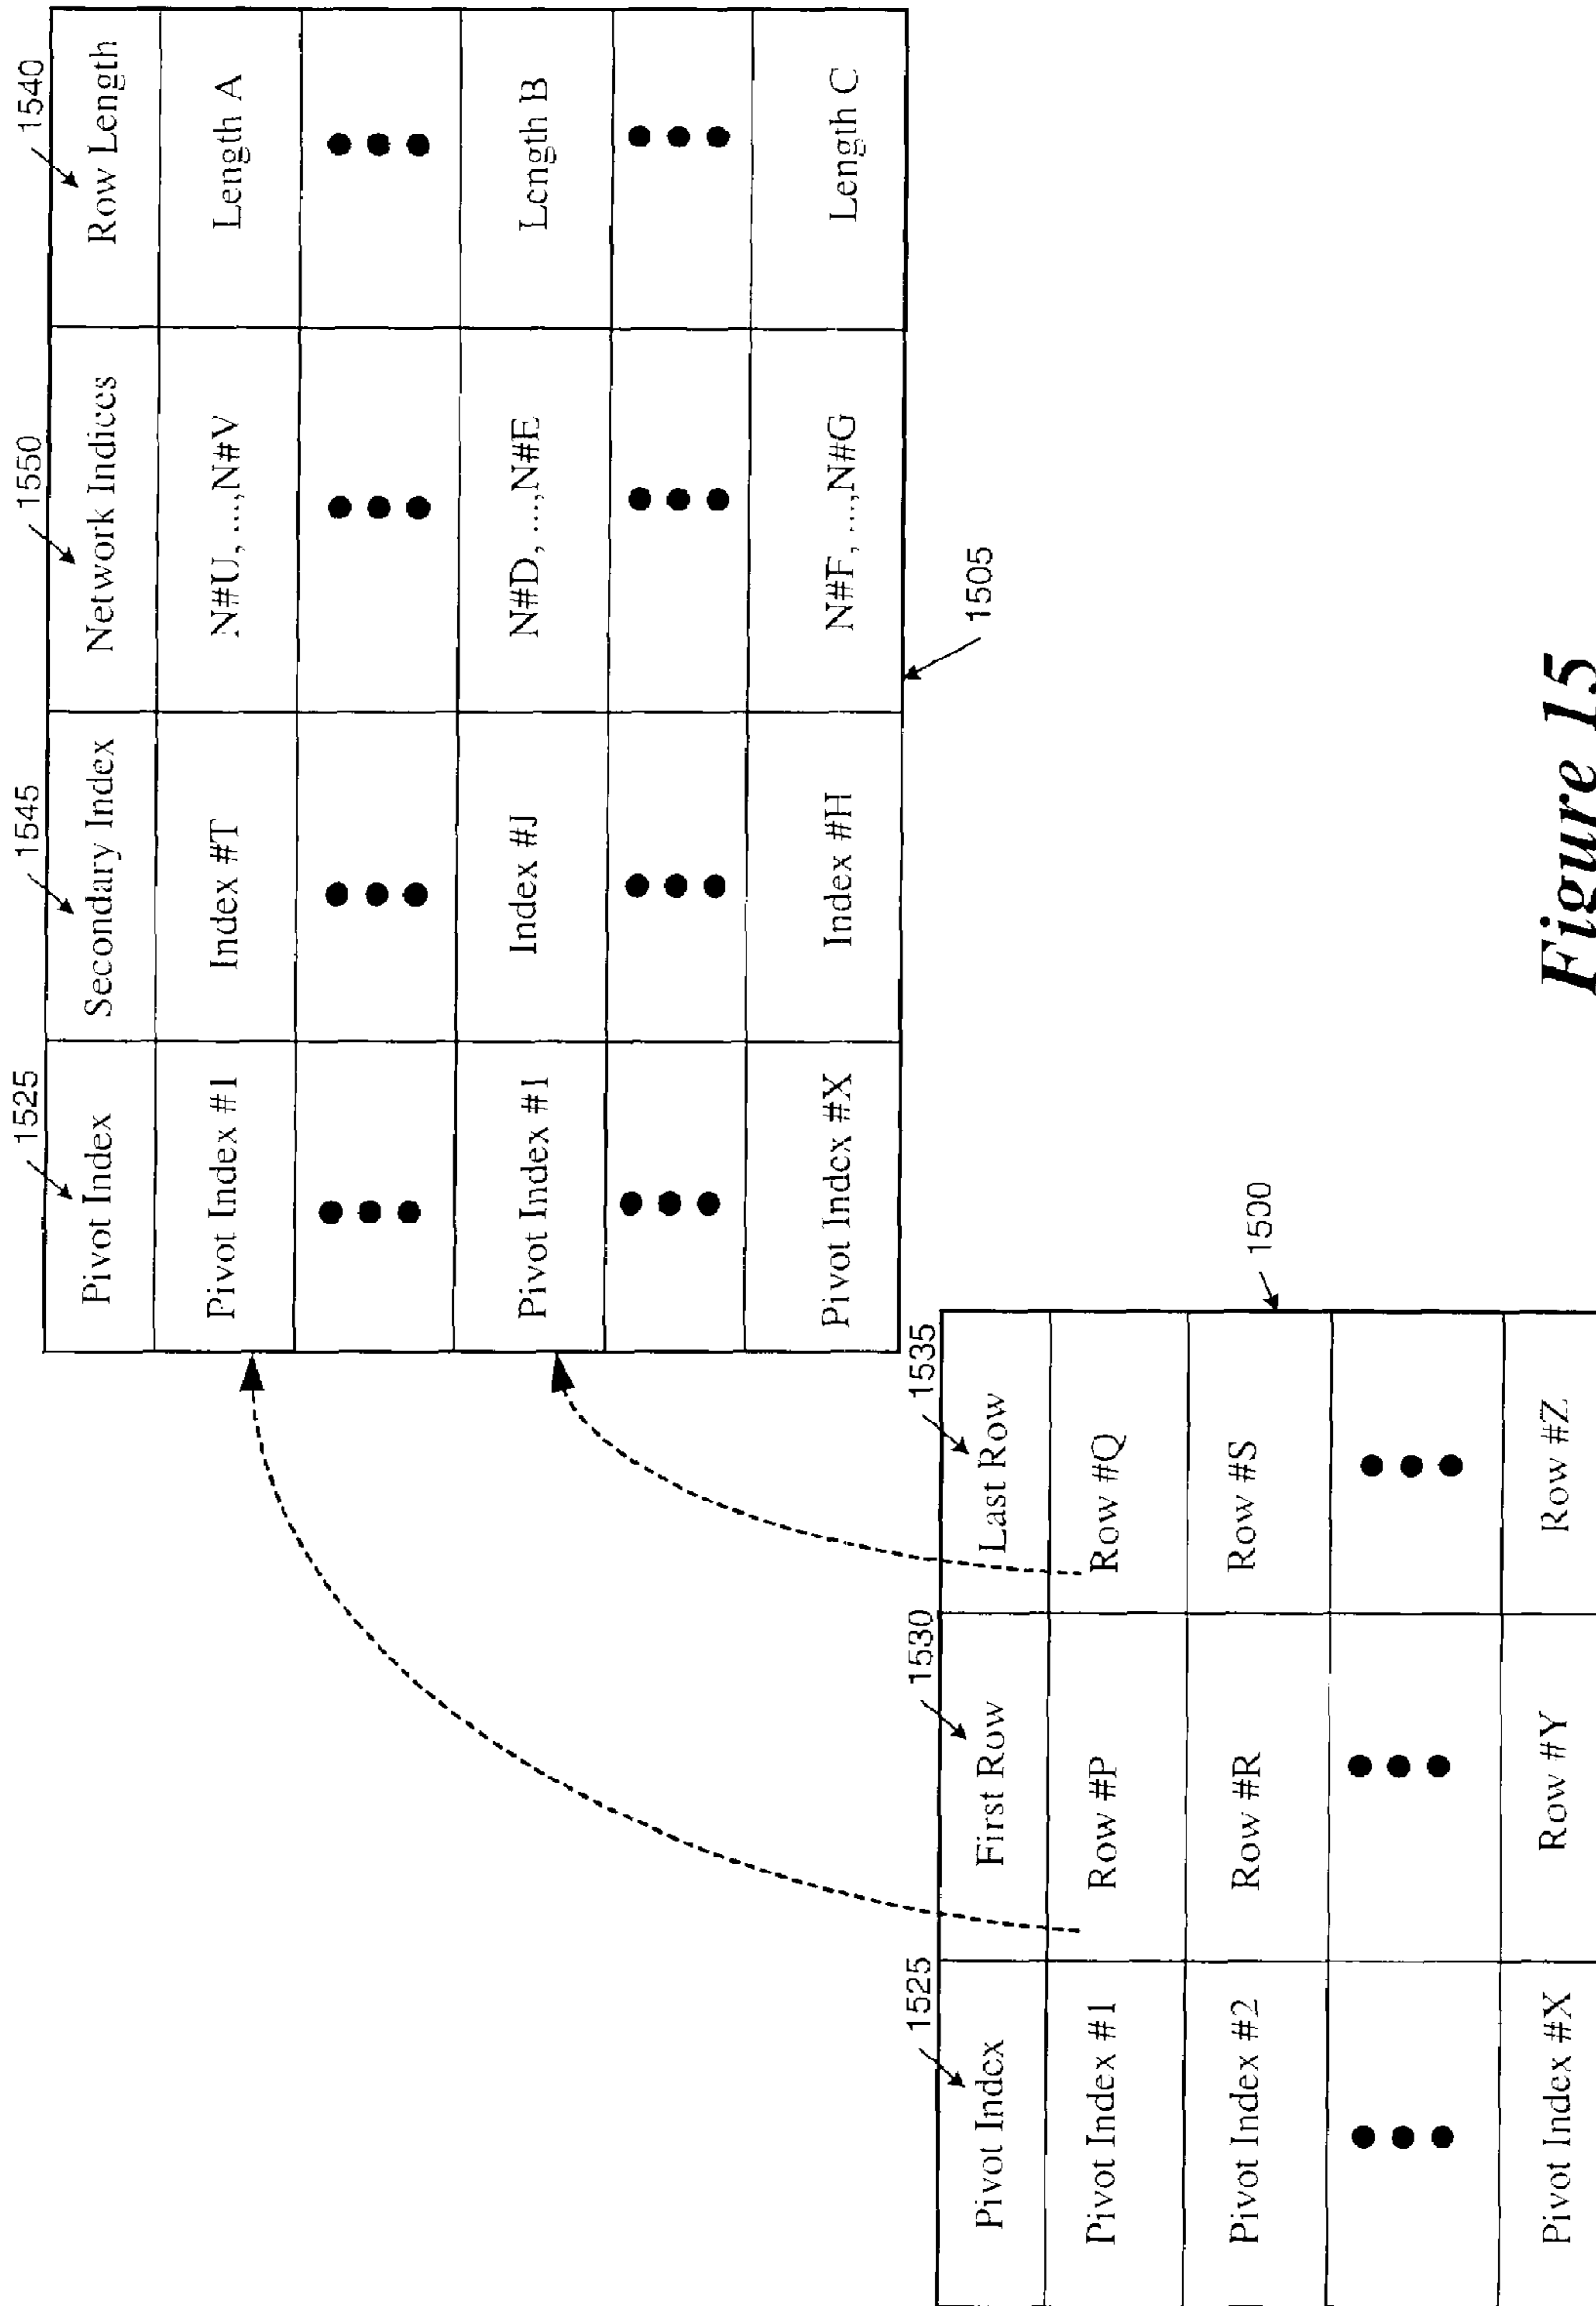 1525 1545 1550 1540
Pivot Index Secondary Index Network Indices Row Length
Pivot Index #1 Index #T N#U, ...,N#V Length A
Pivot Index #1 Index #J N#D, ...,N#E Length B
Pivot Index #X Index #H N#F, ...,N#G Length C
1505
1525 1530 1535
Pivot Index First Row Last Row
Pivot Index #1 Row #P Row #Q
Pivot Index #2 Row #R Row #S
Pivot Index #X Row #Y Row #Z
1500
Figure 15